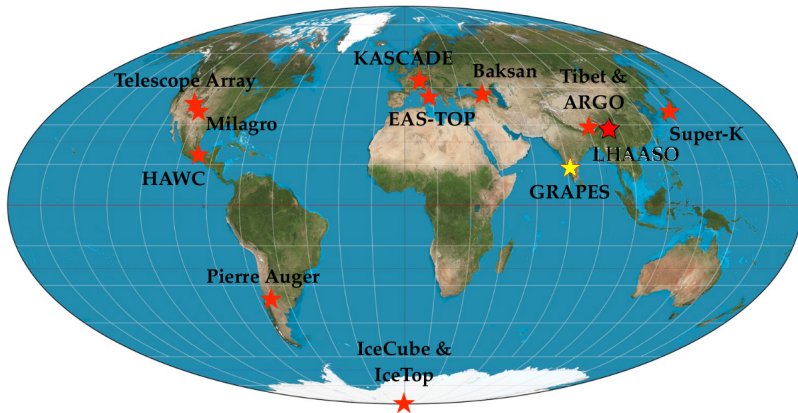 KASCADE
Baksan
Tibet &
ARGO
Telescope Array
Milagro
EAS-TOP
Super-K
LHAASO
HAWC
GRAPES
Pierre Auger
IceCube &
IceTop